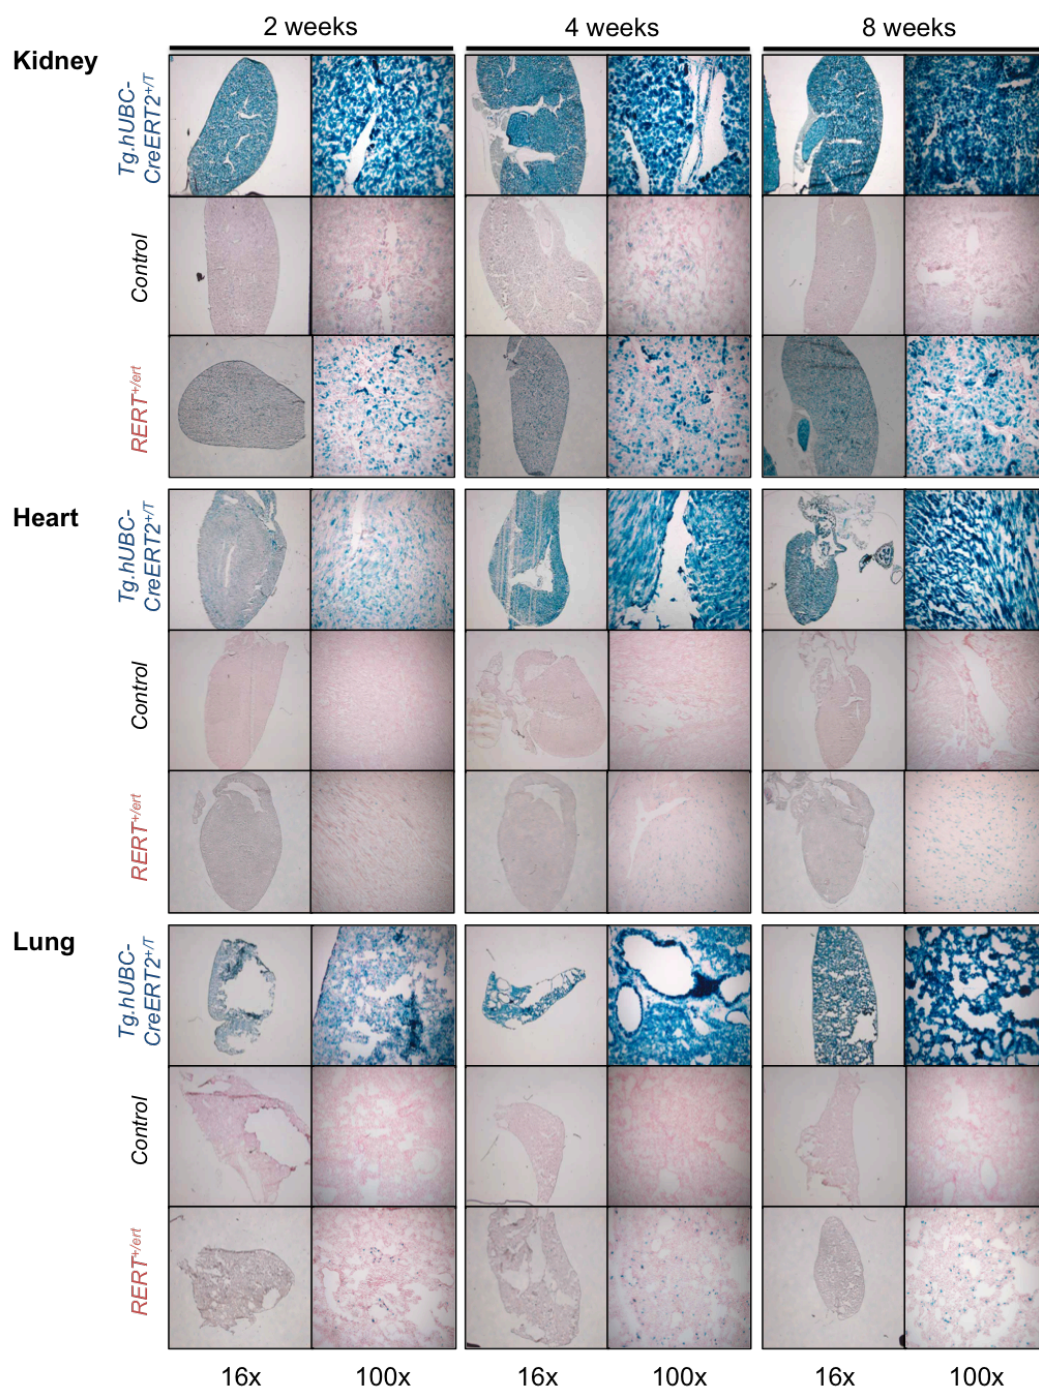 2 weeks 4 weeks 8 weeks
Kidney
Tg.hUBC-
CreERT2+/T
Control
RERT+/ert
Heart
Tg.hUBC-
CreERT2+/T
Control
RERT+/ert
Lung
Tg.hUBC-
CreERT2+/T
Control
RERT+/ert
16x 100x 16x 100x 16x 100x